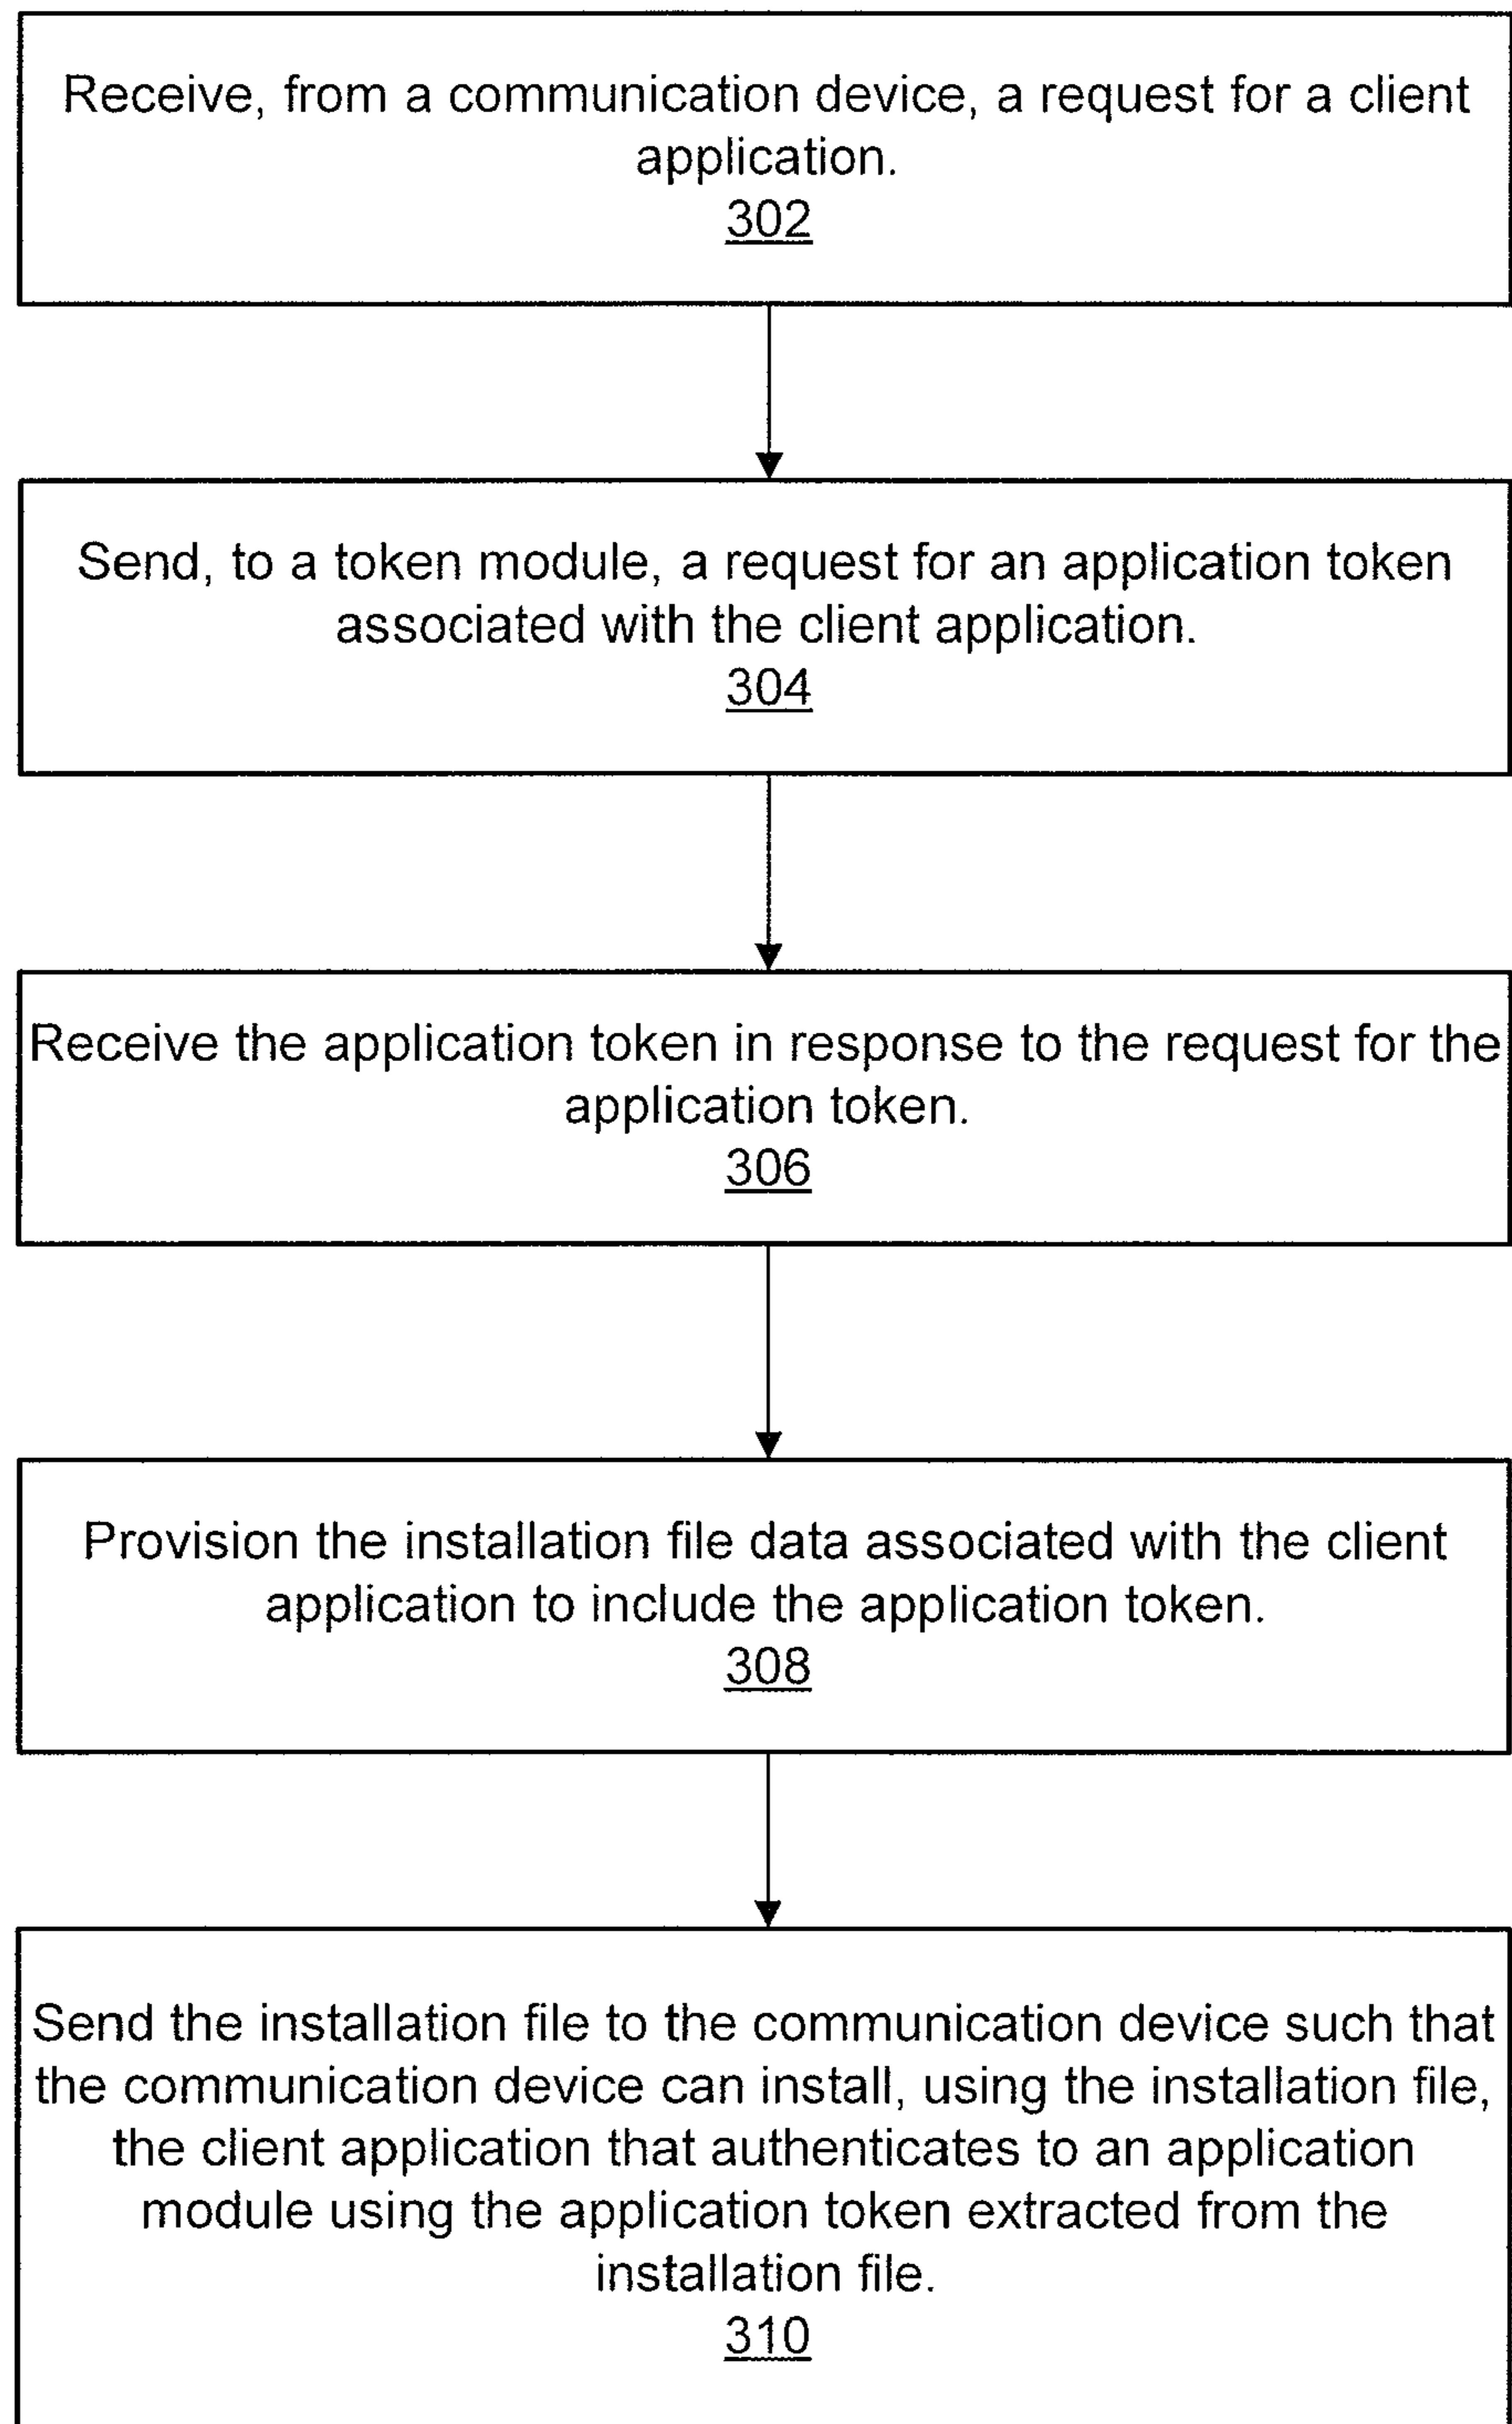 Receive, from a communication device, a request for a client
application.
302
Send, to a token module, a request for an application token
associated with the client application.
304
Receive the application token in response to the request for the
application token.
306
Provision the installation file data associated with the client
application to include the application token.
308
Send the installation file to the communication device such that
the communication device can install, using the installation file,
the client application that authenticates to an application
module using the application token extracted from the
installation file.
310